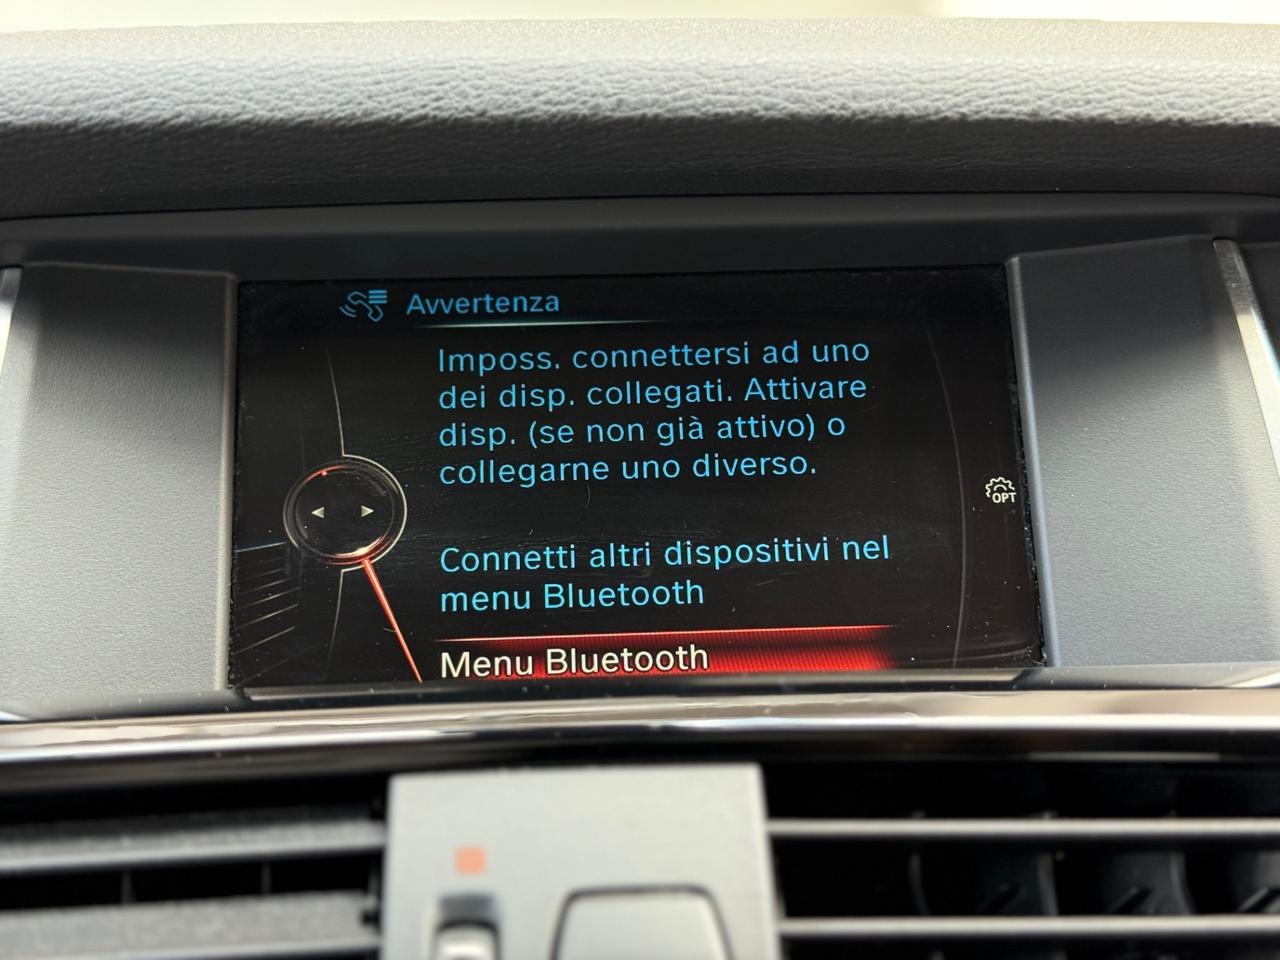 Avvertenza
Imposs. connettersi ad uno
dei disp. collegati. Attivare
disp. (se non già attivo) o
collegarne uno diverso.
OPT
Connetti altri dispositivi nel
menu Bluetooth
Menu Bluetooth